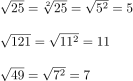 √25 = ²√25 = √5² = 5
√121 = √11² = 11
√49 = √7² = 7